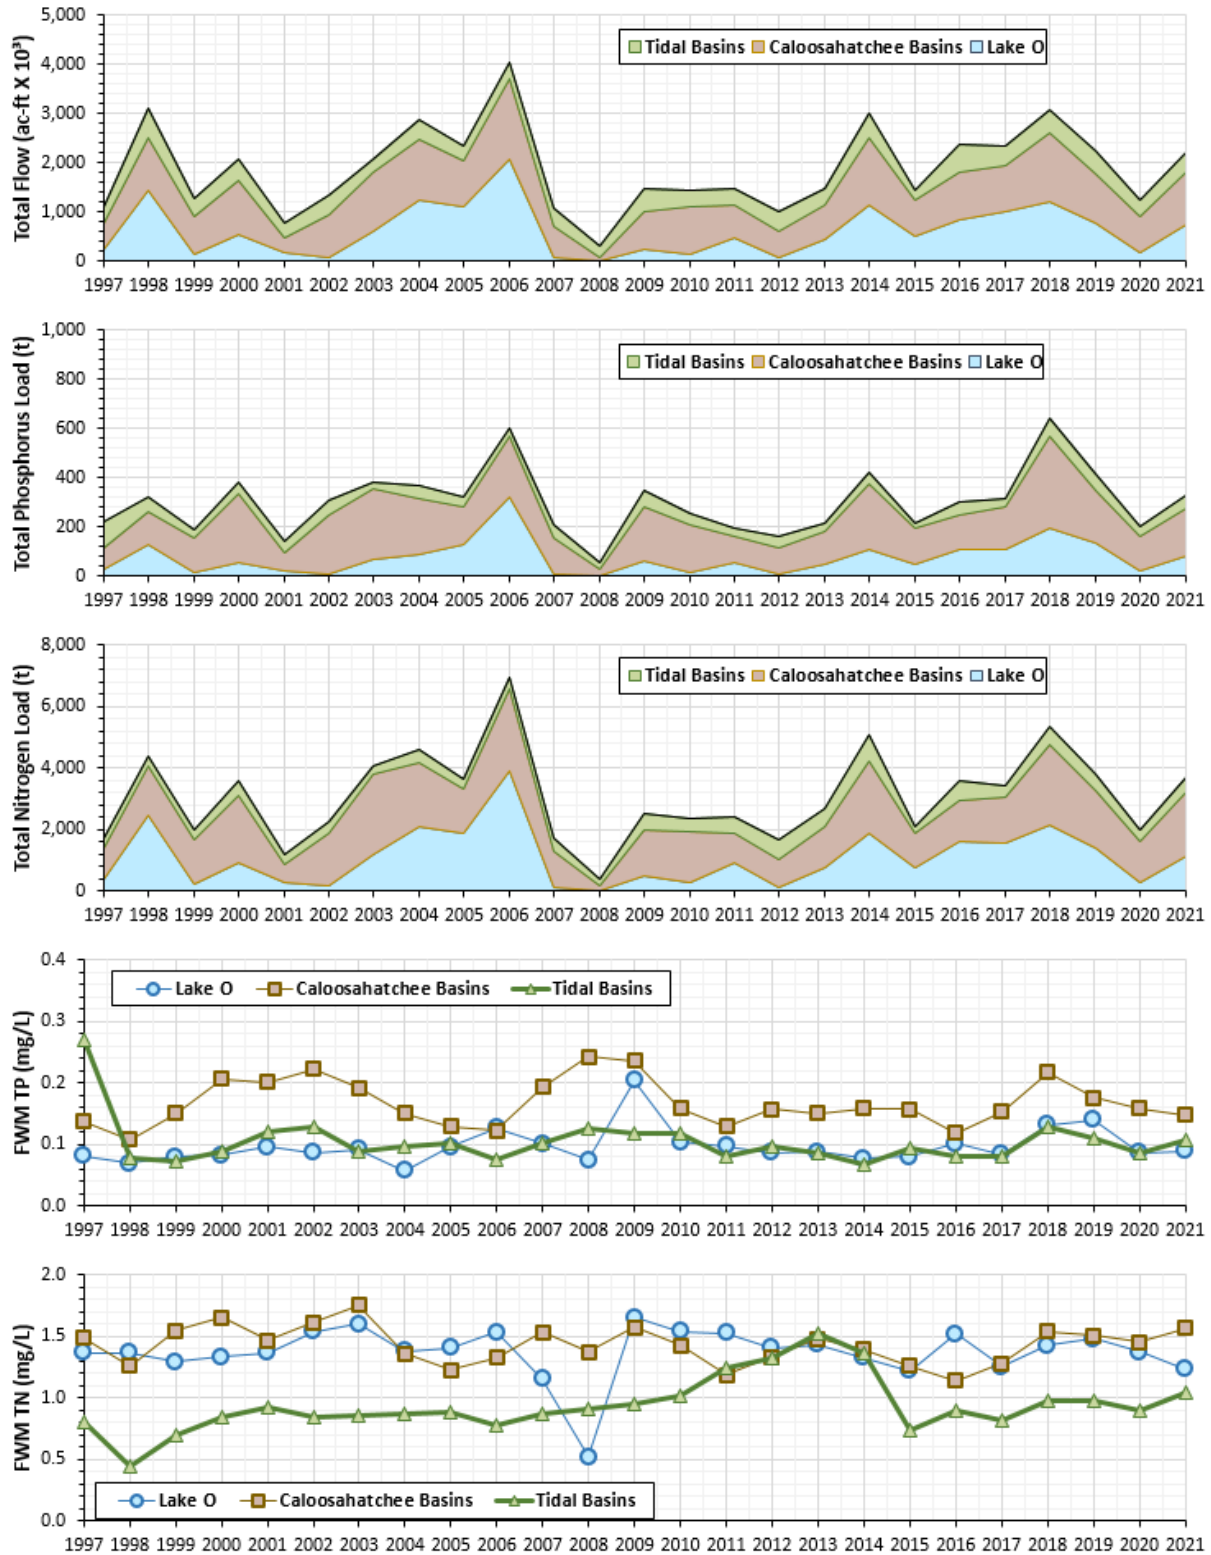 Total Flow (ac-ft X 10³)
5,000
4,000
3,000
2,000
1,000
0
Tidal Basins Caloosahatchee Basins Lake O
1997 1998 1999 2000 2001 2002 2003 2004 2005 2006 2007 2008 2009 2010 2011 2012 2013 2014 2015 2016 2017 2018 2019 2020 2021
Total Phosphorus Load (t)
1,000
800
600
400
200
0
Tidal Basins Caloosahatchee Basins Lake O
1997 1998 1999 2000 2001 2002 2003 2004 2005 2006 2007 2008 2009 2010 2011 2012 2013 2014 2015 2016 2017 2018 2019 2020 2021
Total Nitrogen Load (t)
8,000
6,000
4,000
2,000
0
Tidal Basins Caloosahatchee Basins Lake O
1997 1998 1999 2000 2001 2002 2003 2004 2005 2006 2007 2008 2009 2010 2011 2012 2013 2014 2015 2016 2017 2018 2019 2020 2021
FWM TP (mg/L)
0.4
0.3
0.2
0.1
0.0
Lake O Caloosahatchee Basins Tidal Basins
1997 1998 1999 2000 2001 2002 2003 2004 2005 2006 2007 2008 2009 2010 2011 2012 2013 2014 2015 2016 2017 2018 2019 2020 2021
FWM TN (mg/L)
2.0
1.5
1.0
0.5
0.0
Lake O Caloosahatchee Basins Tidal Basins
1997 1998 1999 2000 2001 2002 2003 2004 2005 2006 2007 2008 2009 2010 2011 2012 2013 2014 2015 2016 2017 2018 2019 2020 2021